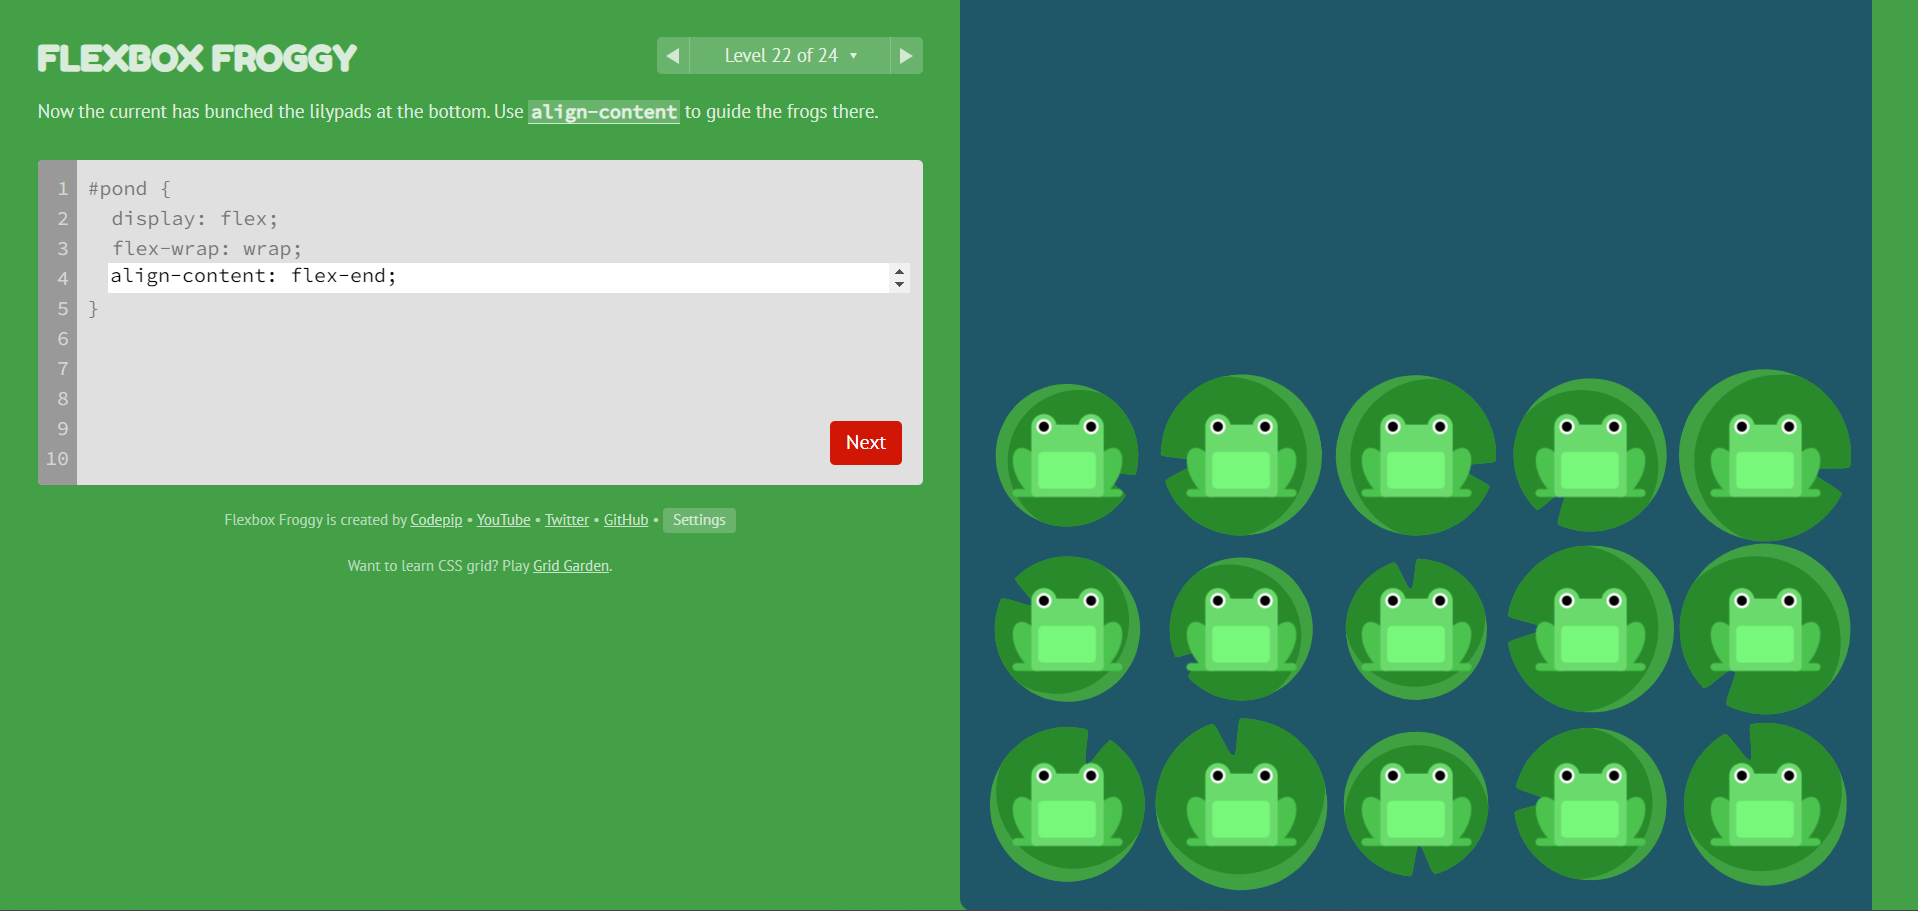 FLEXBOX FROGGY
◀ Level 22 of 24 ▼ ▶
Now the current has bunched the lilypads at the bottom. Use align-content to guide the frogs there.
1 #pond {
2 display: flex;
3 flex-wrap: wrap;
4 align-content: flex-end;
5 }
6
7
8
9
10
Next
Flexbox Froggy is created by Codepip • YouTube • Twitter • GitHub • Settings
Want to learn CSS grid? Play Grid Garden.